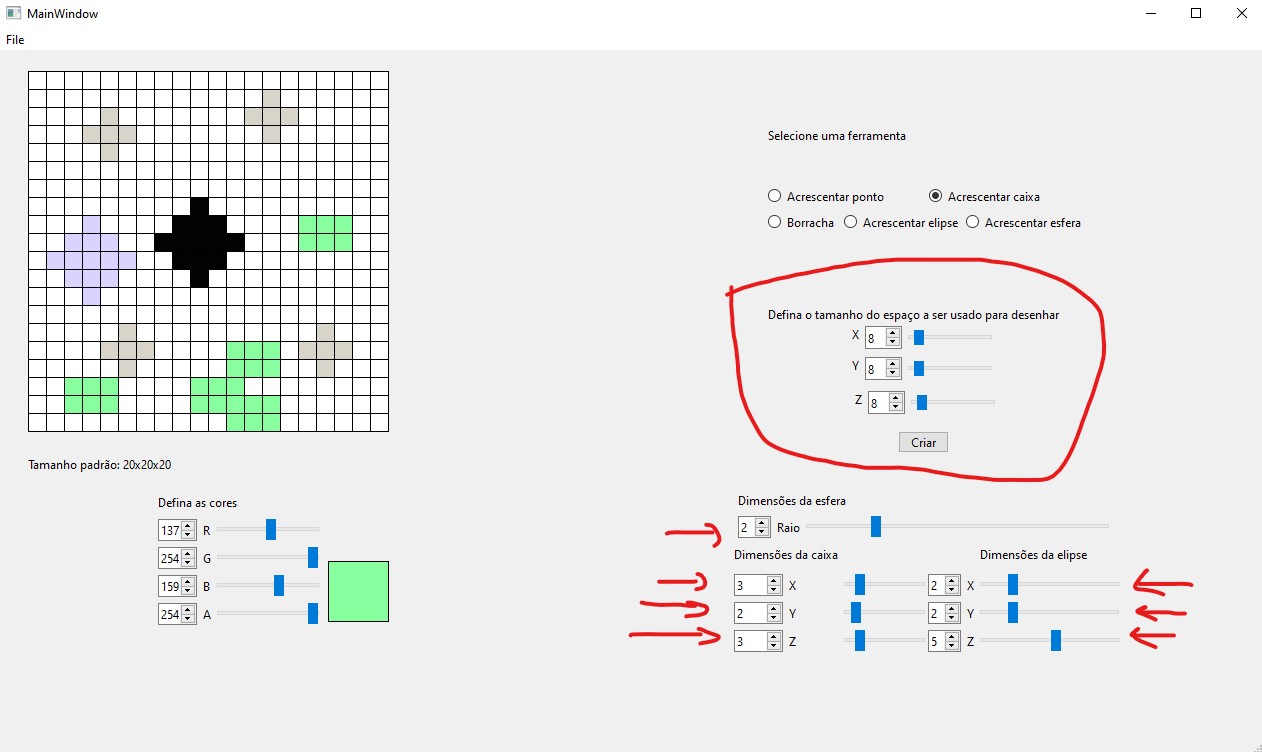 MainWindow
File
Selecione uma ferramenta
Acrescentar ponto Acrescentar caixa
Borracha Acrescentar elipse Acrescentar esfera
Defina o tamanho do espaço a ser usado para desenhar
X 8
Y 8
Z 8
Criar
Tamanho padrão: 20x20x20
Defina as cores
137 R
254 G
159 B
254 A
Dimensões da esfera
2 Raio
Dimensões da caixa Dimensões da elipse
3 X 2 X
2 Y 2 Y
3 Z 5 Z